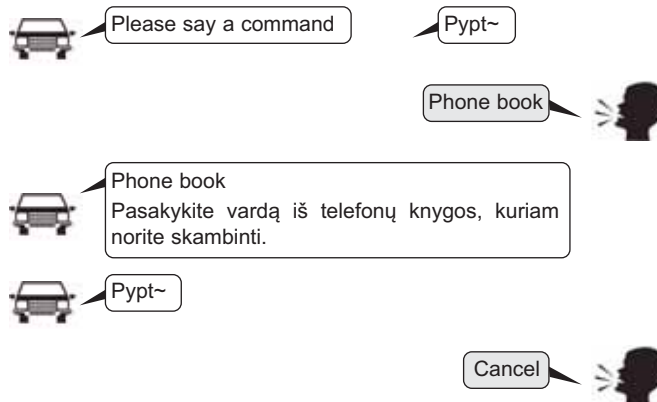 Please say a command
Pypt~
Phone book
Phone book
Pasakykite vardą iš telefonų knygos, kuriam
norite skambinti.
Pypt~
Cancel